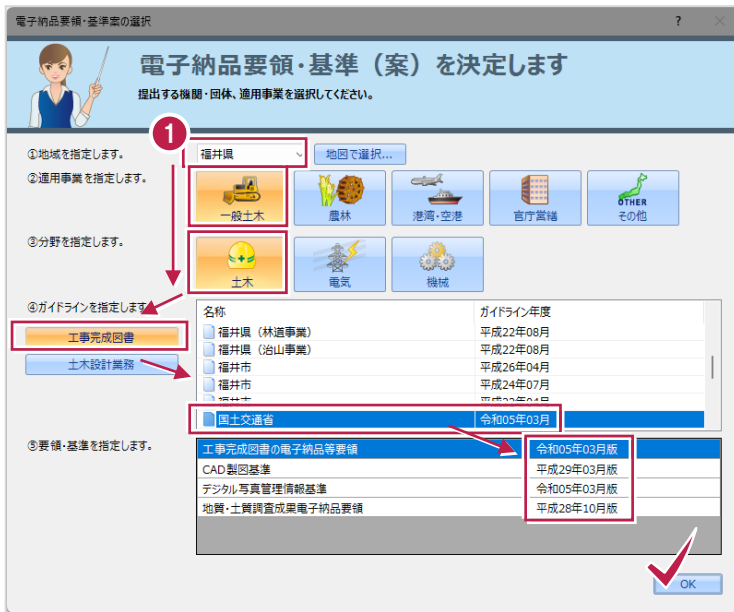 電子納品要領・基準案の選択
?
電子納品要領・基準（案）を決定します
提出する機関・団体、適用事業を選択してください。
1
①地域を指定します。
福井県
地図で選択...
②適用事業を指定します。
一般土木
農林
港湾・空港
官庁営繕
OTHER
その他
③分野を指定します。
土木
電気
機械
④ガイドラインを指定します
工事完成図書
土木設計業務
名称 ガイドライン年度
福井県（林道事業） 平成22年08月
福井県（治山事業） 平成22年08月
福井市 平成26年04月
福井市 平成24年07月
国土交通省 令和05年03月
⑤要領・基準を指定します。
工事完成図書の電子納品等要領 令和05年03月版
CAD製図基準 平成29年03月版
デジタル写真管理情報基準 令和05年03月版
地質・土質調査成果電子納品要領 平成28年10月版
OK